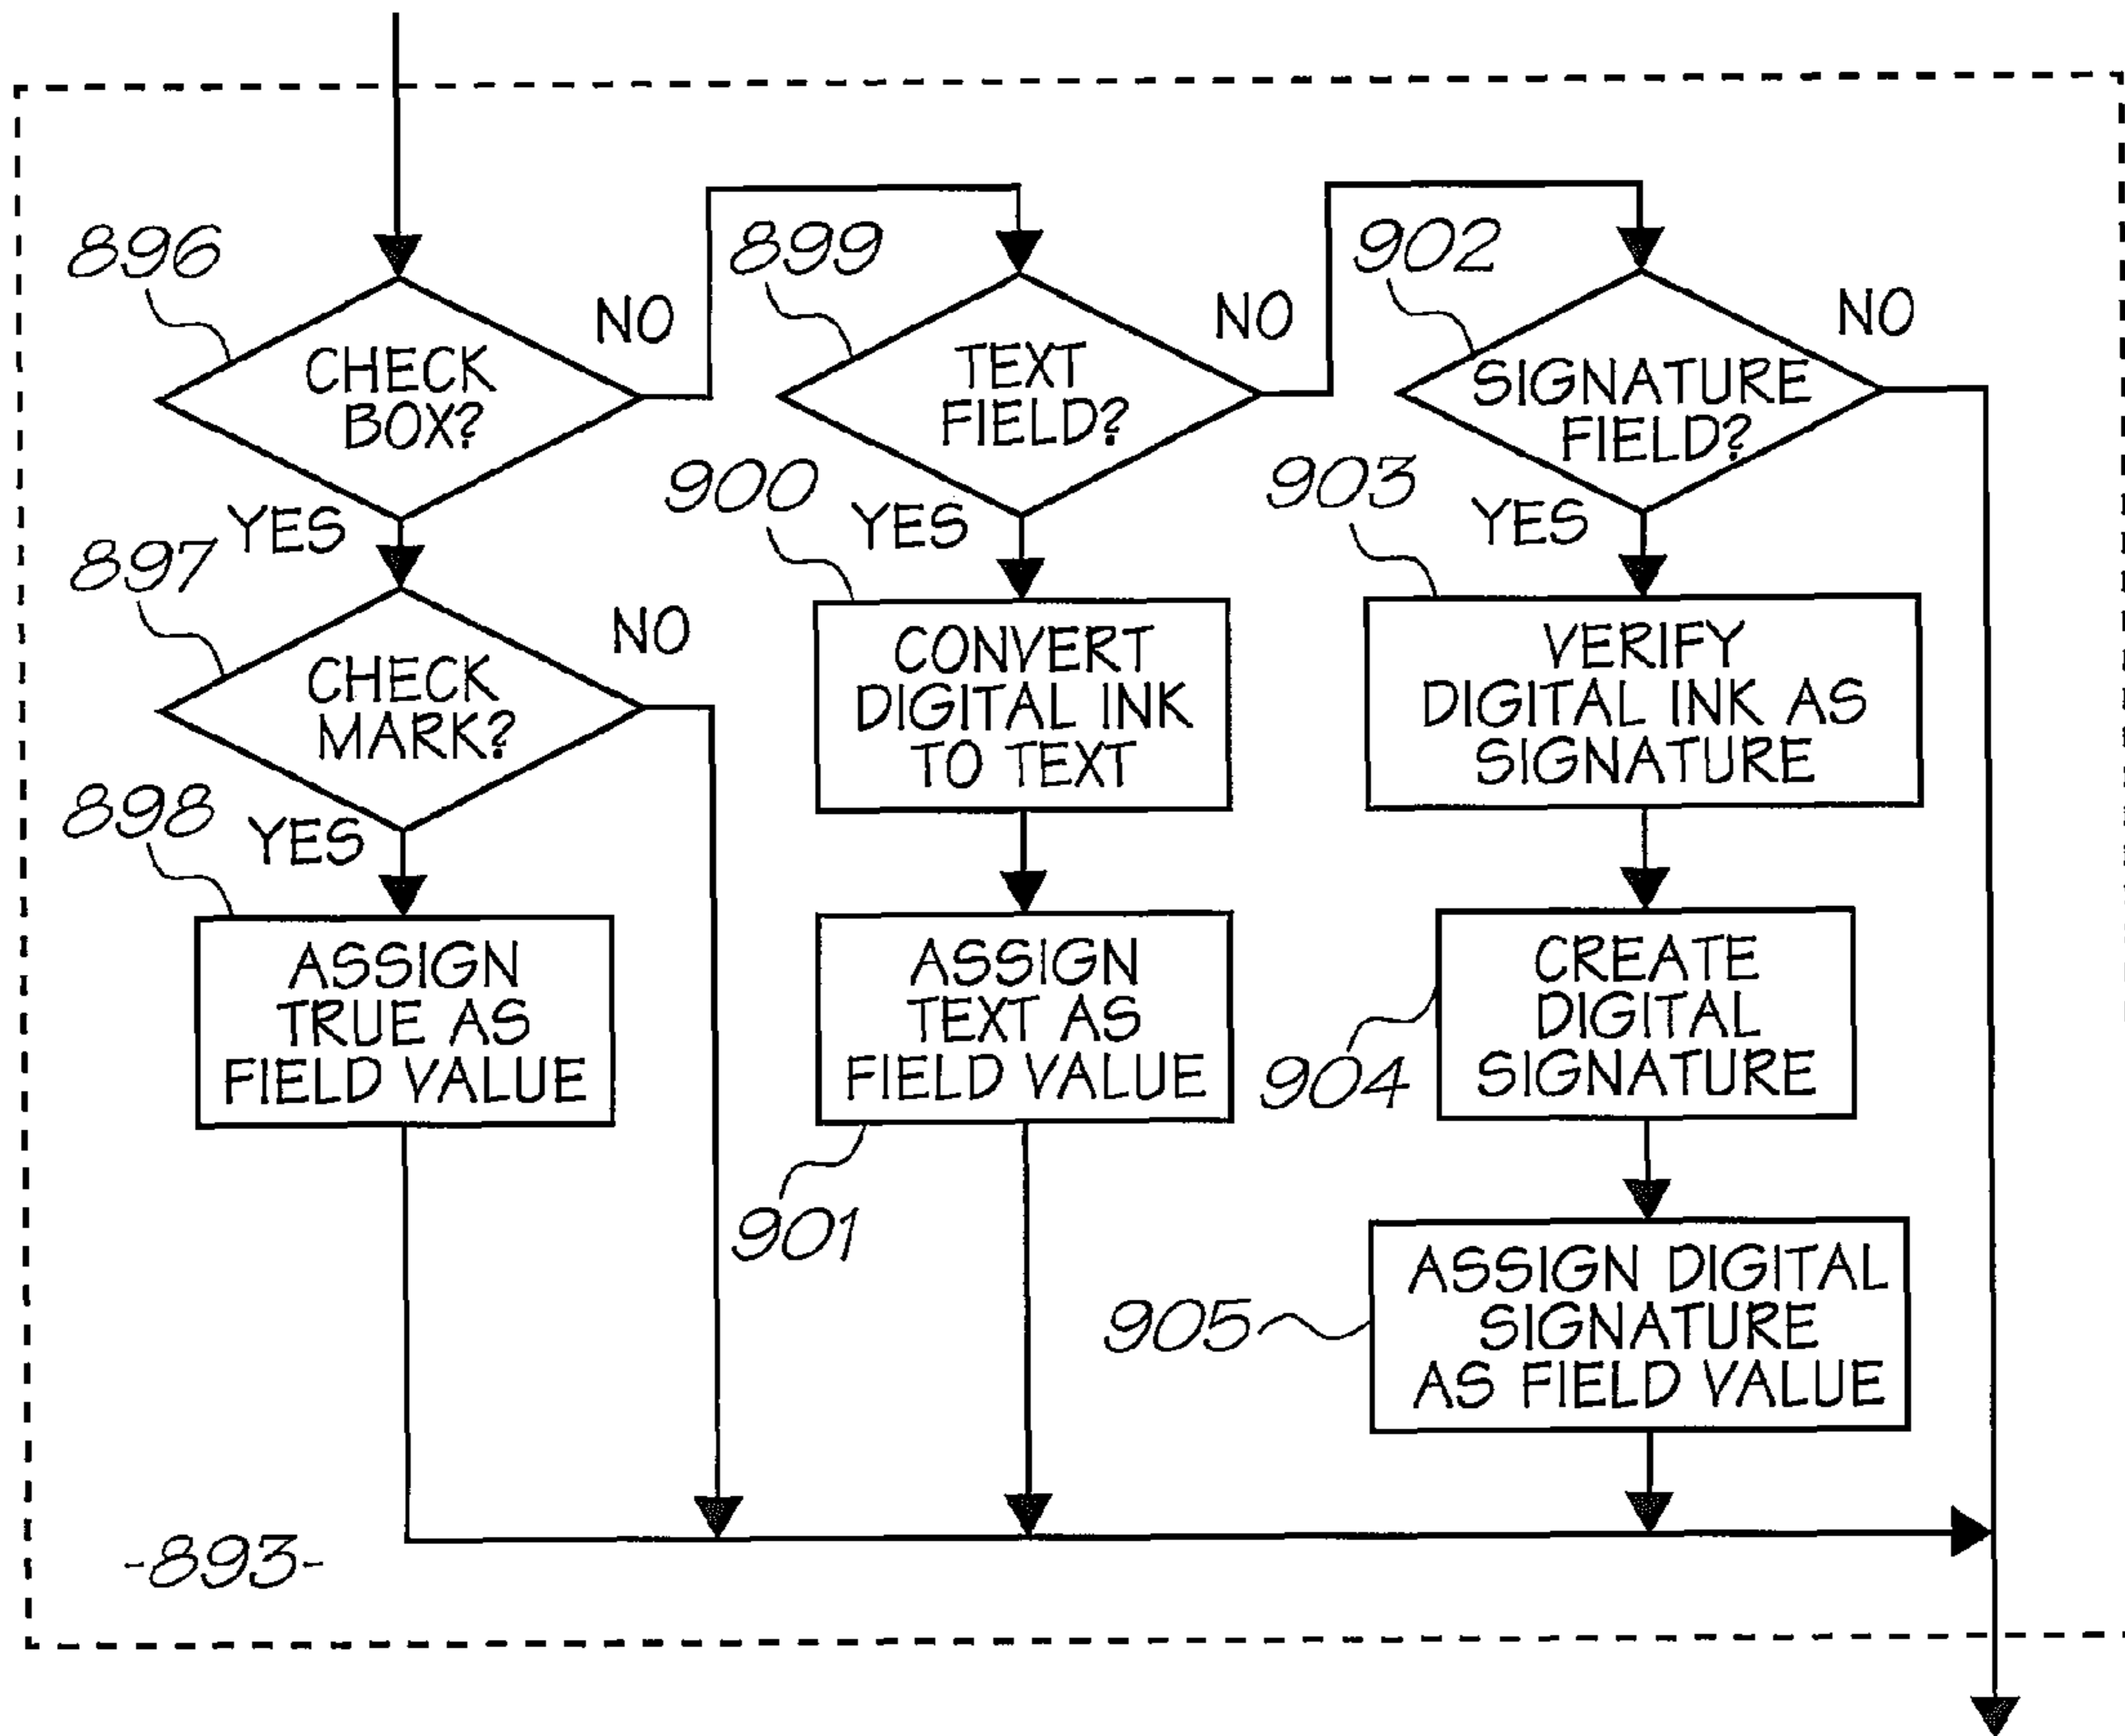 896
CHECK
BOX?
NO
YES
897
CHECK
MARK?
NO
YES
898
ASSIGN
TRUE AS
FIELD VALUE
899
TEXT
FIELD?
NO
YES
900
CONVERT
DIGITAL INK
TO TEXT
ASSIGN
TEXT AS
FIELD VALUE
901
902
SIGNATURE
FIELD?
NO
YES
903
VERIFY
DIGITAL INK AS
SIGNATURE
CREATE
DIGITAL
SIGNATURE
904
ASSIGN DIGITAL
SIGNATURE
AS FIELD VALUE
905
-893-